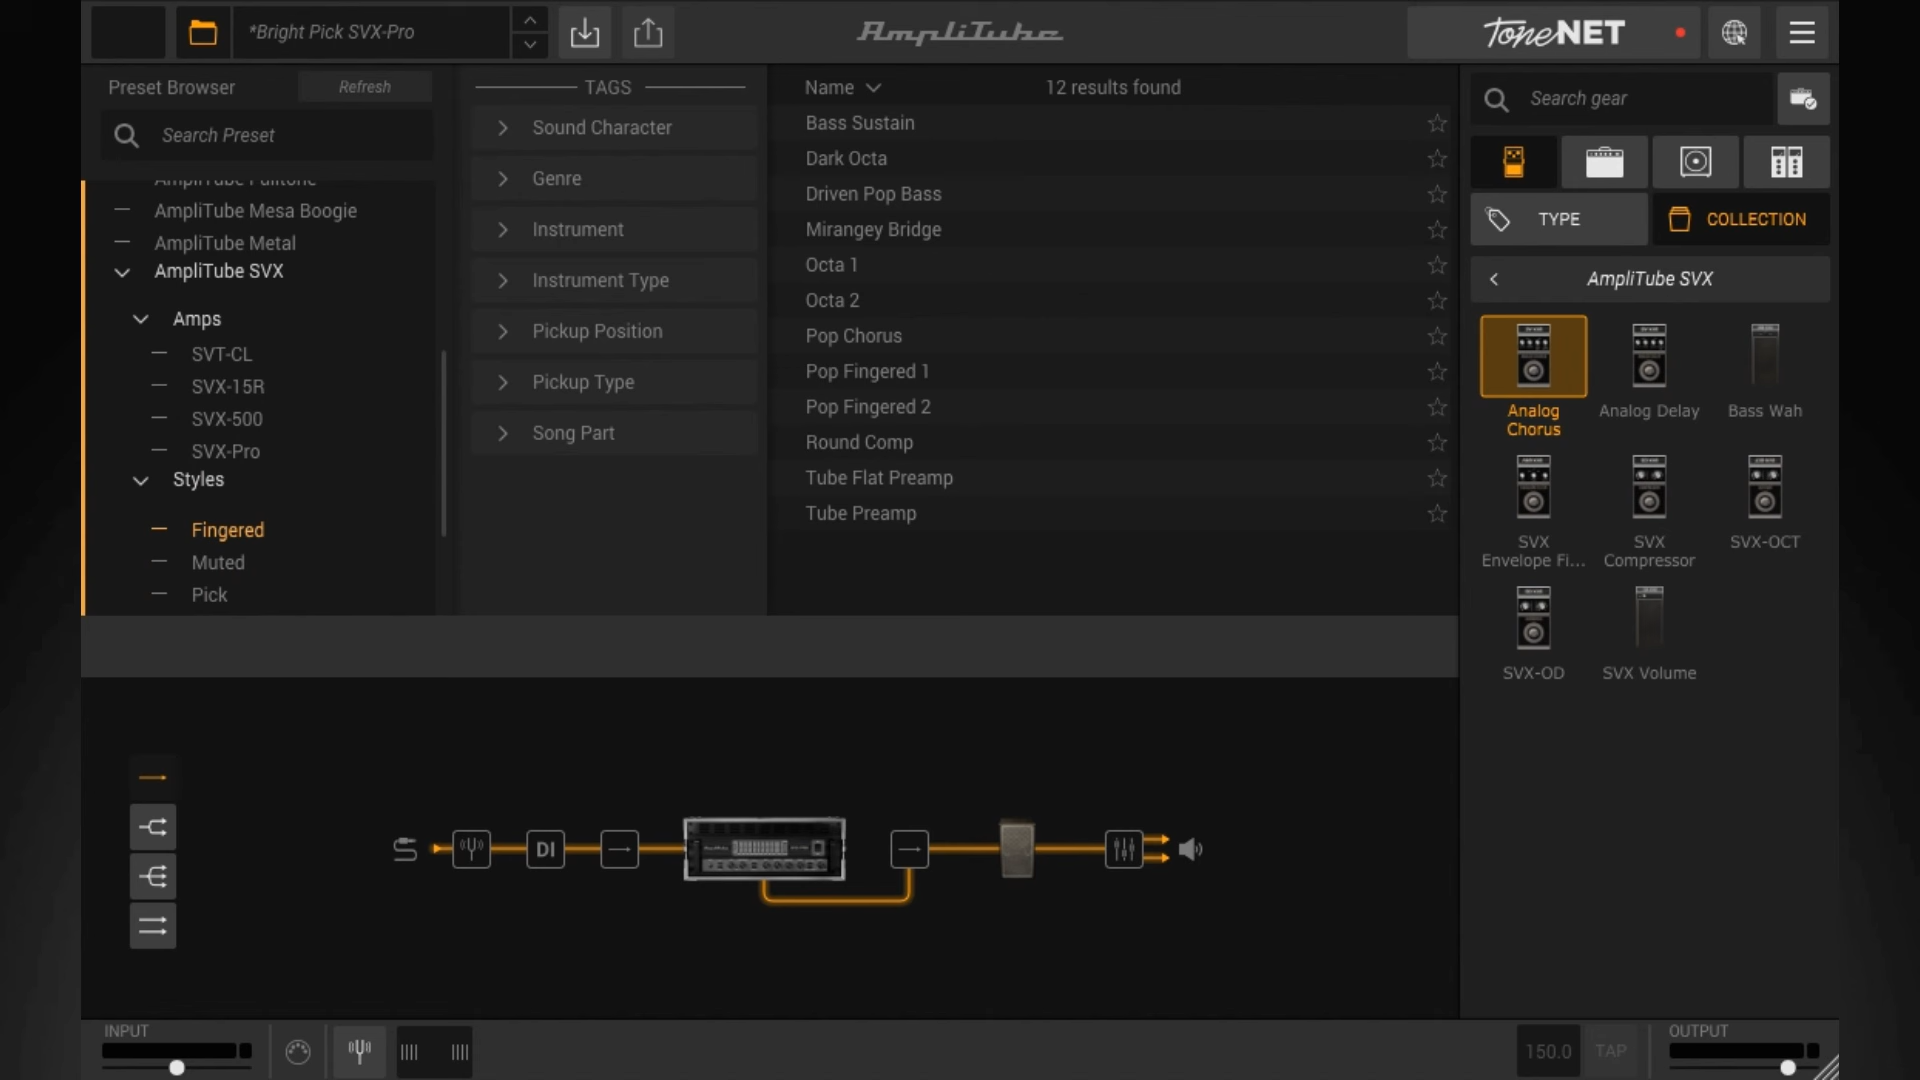 *Bright Pick SVX-Pro
AmpliTube
ToneNET
Preset Browser
Refresh
Search Preset
AmpliTube Fulltone
AmpliTube Mesa Boogie
AmpliTube Metal
AmpliTube SVX
Amps
SVT-CL
SVX-15R
SVX-500
SVX-Pro
Styles
Fingered
Muted
Pick
TAGS
Sound Character
Genre
Instrument
Instrument Type
Pickup Position
Pickup Type
Song Part
Name
12 results found
Bass Sustain
Dark Octa
Driven Pop Bass
Mirangey Bridge
Octa 1
Octa 2
Pop Chorus
Pop Fingered 1
Pop Fingered 2
Round Comp
Tube Flat Preamp
Tube Preamp
Search gear
TYPE
COLLECTION
AmpliTube SVX
Analog
Chorus
Analog Delay
Bass Wah
SVX
Envelope Fi...
SVX
Compressor
SVX-OCT
SVX-OD
SVX Volume
DI
INPUT
150.0
TAP
OUTPUT